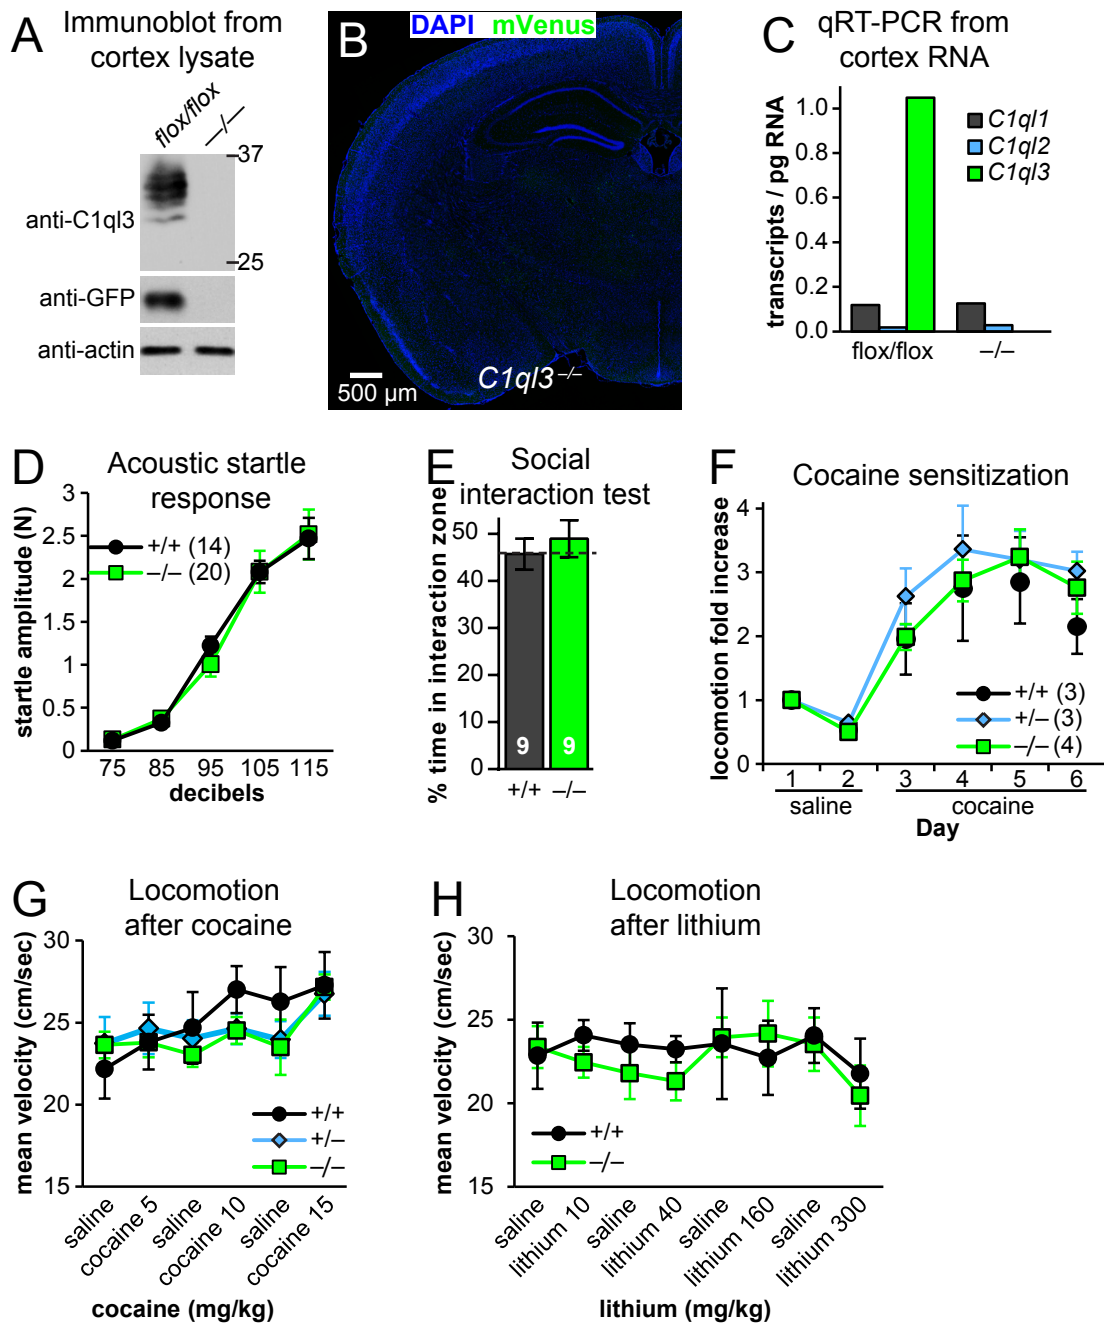 A Immunoblot from
cortex lysate
flox/flox
–/–
37
anti-C1ql3
25
anti-GFP
anti-actin
B
DAPI mVenus
500 µm
C1ql3 –/–
C qRT-PCR from
cortex RNA
transcripts / pg RNA
1.0
0.8
0.6
0.4
0.2
0.0
C1ql1
C1ql2
C1ql3
flox/flox
–/–
D Acoustic startle
response
startle amplitude (N)
3
2.5
2
1.5
1
0.5
0
+/+ (14)
–/– (20)
75 85 95 105 115
decibels
E Social
interaction test
% time in interaction zone
50
40
30
20
10
0
50
40
30
20
10
0
9 9
+/+ –/–
F Cocaine sensitization
locomotion fold increase
4
3
2
1
0
+/+ (3)
+/– (3)
–/– (4)
1 2 3 4 5 6
saline cocaine
Day
G Locomotion
after cocaine
mean velocity (cm/sec)
30
25
20
15
+/+
+/–
–/–
saline
cocaine 5
saline
cocaine 10
saline
cocaine 15
cocaine (mg/kg)
H Locomotion
after lithium
mean velocity (cm/sec)
30
25
20
15
+/+
–/–
saline
lithium 10
saline
lithium 40
saline
lithium 160
saline
lithium 300
lithium (mg/kg)